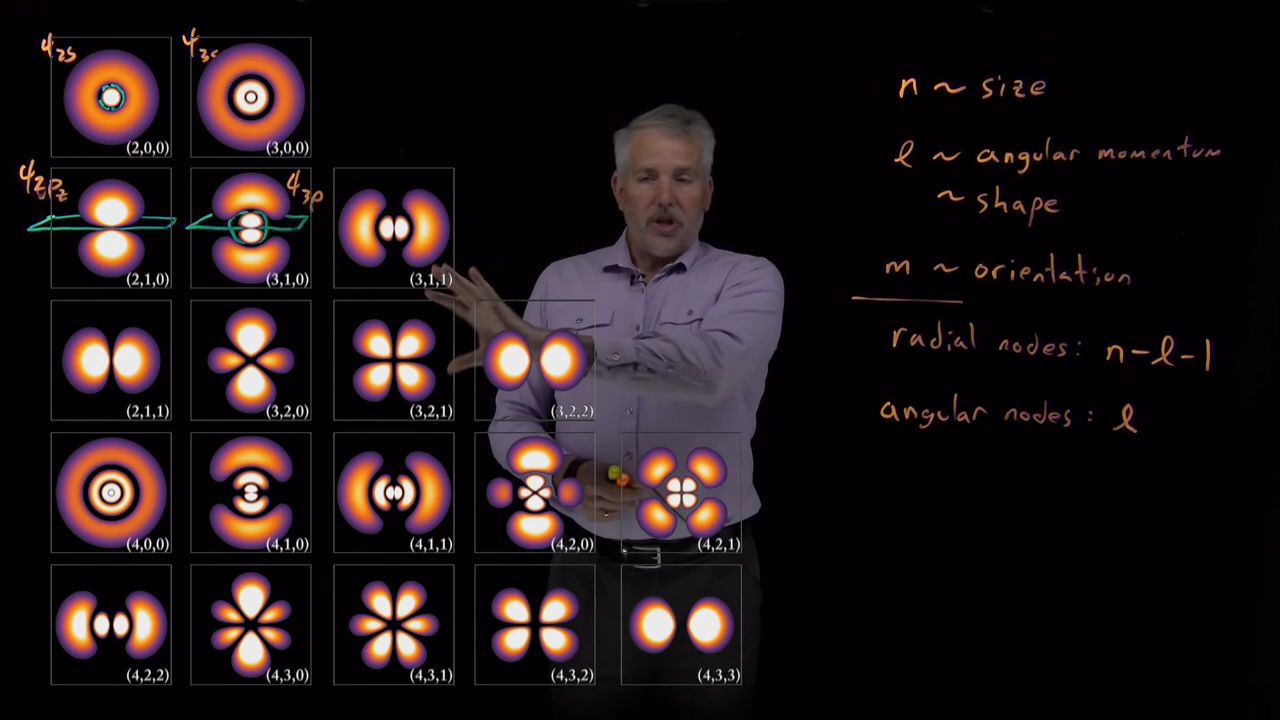 ψ2s
ψ3s
n ~ size
(2,0,0)
(3,0,0)
ℓ ~ angular momentum
~ shape
ψ2pz
ψ3p
(2,1,0)
(3,1,0)
(3,1,1)
m ~ orientation
radial nodes: n-ℓ-1
(2,1,1)
(3,2,0)
(3,2,1)
(3,2,2)
angular nodes: ℓ
(4,0,0)
(4,1,0)
(4,1,1)
(4,2,0)
(4,2,1)
(4,2,2)
(4,3,0)
(4,3,1)
(4,3,2)
(4,3,3)